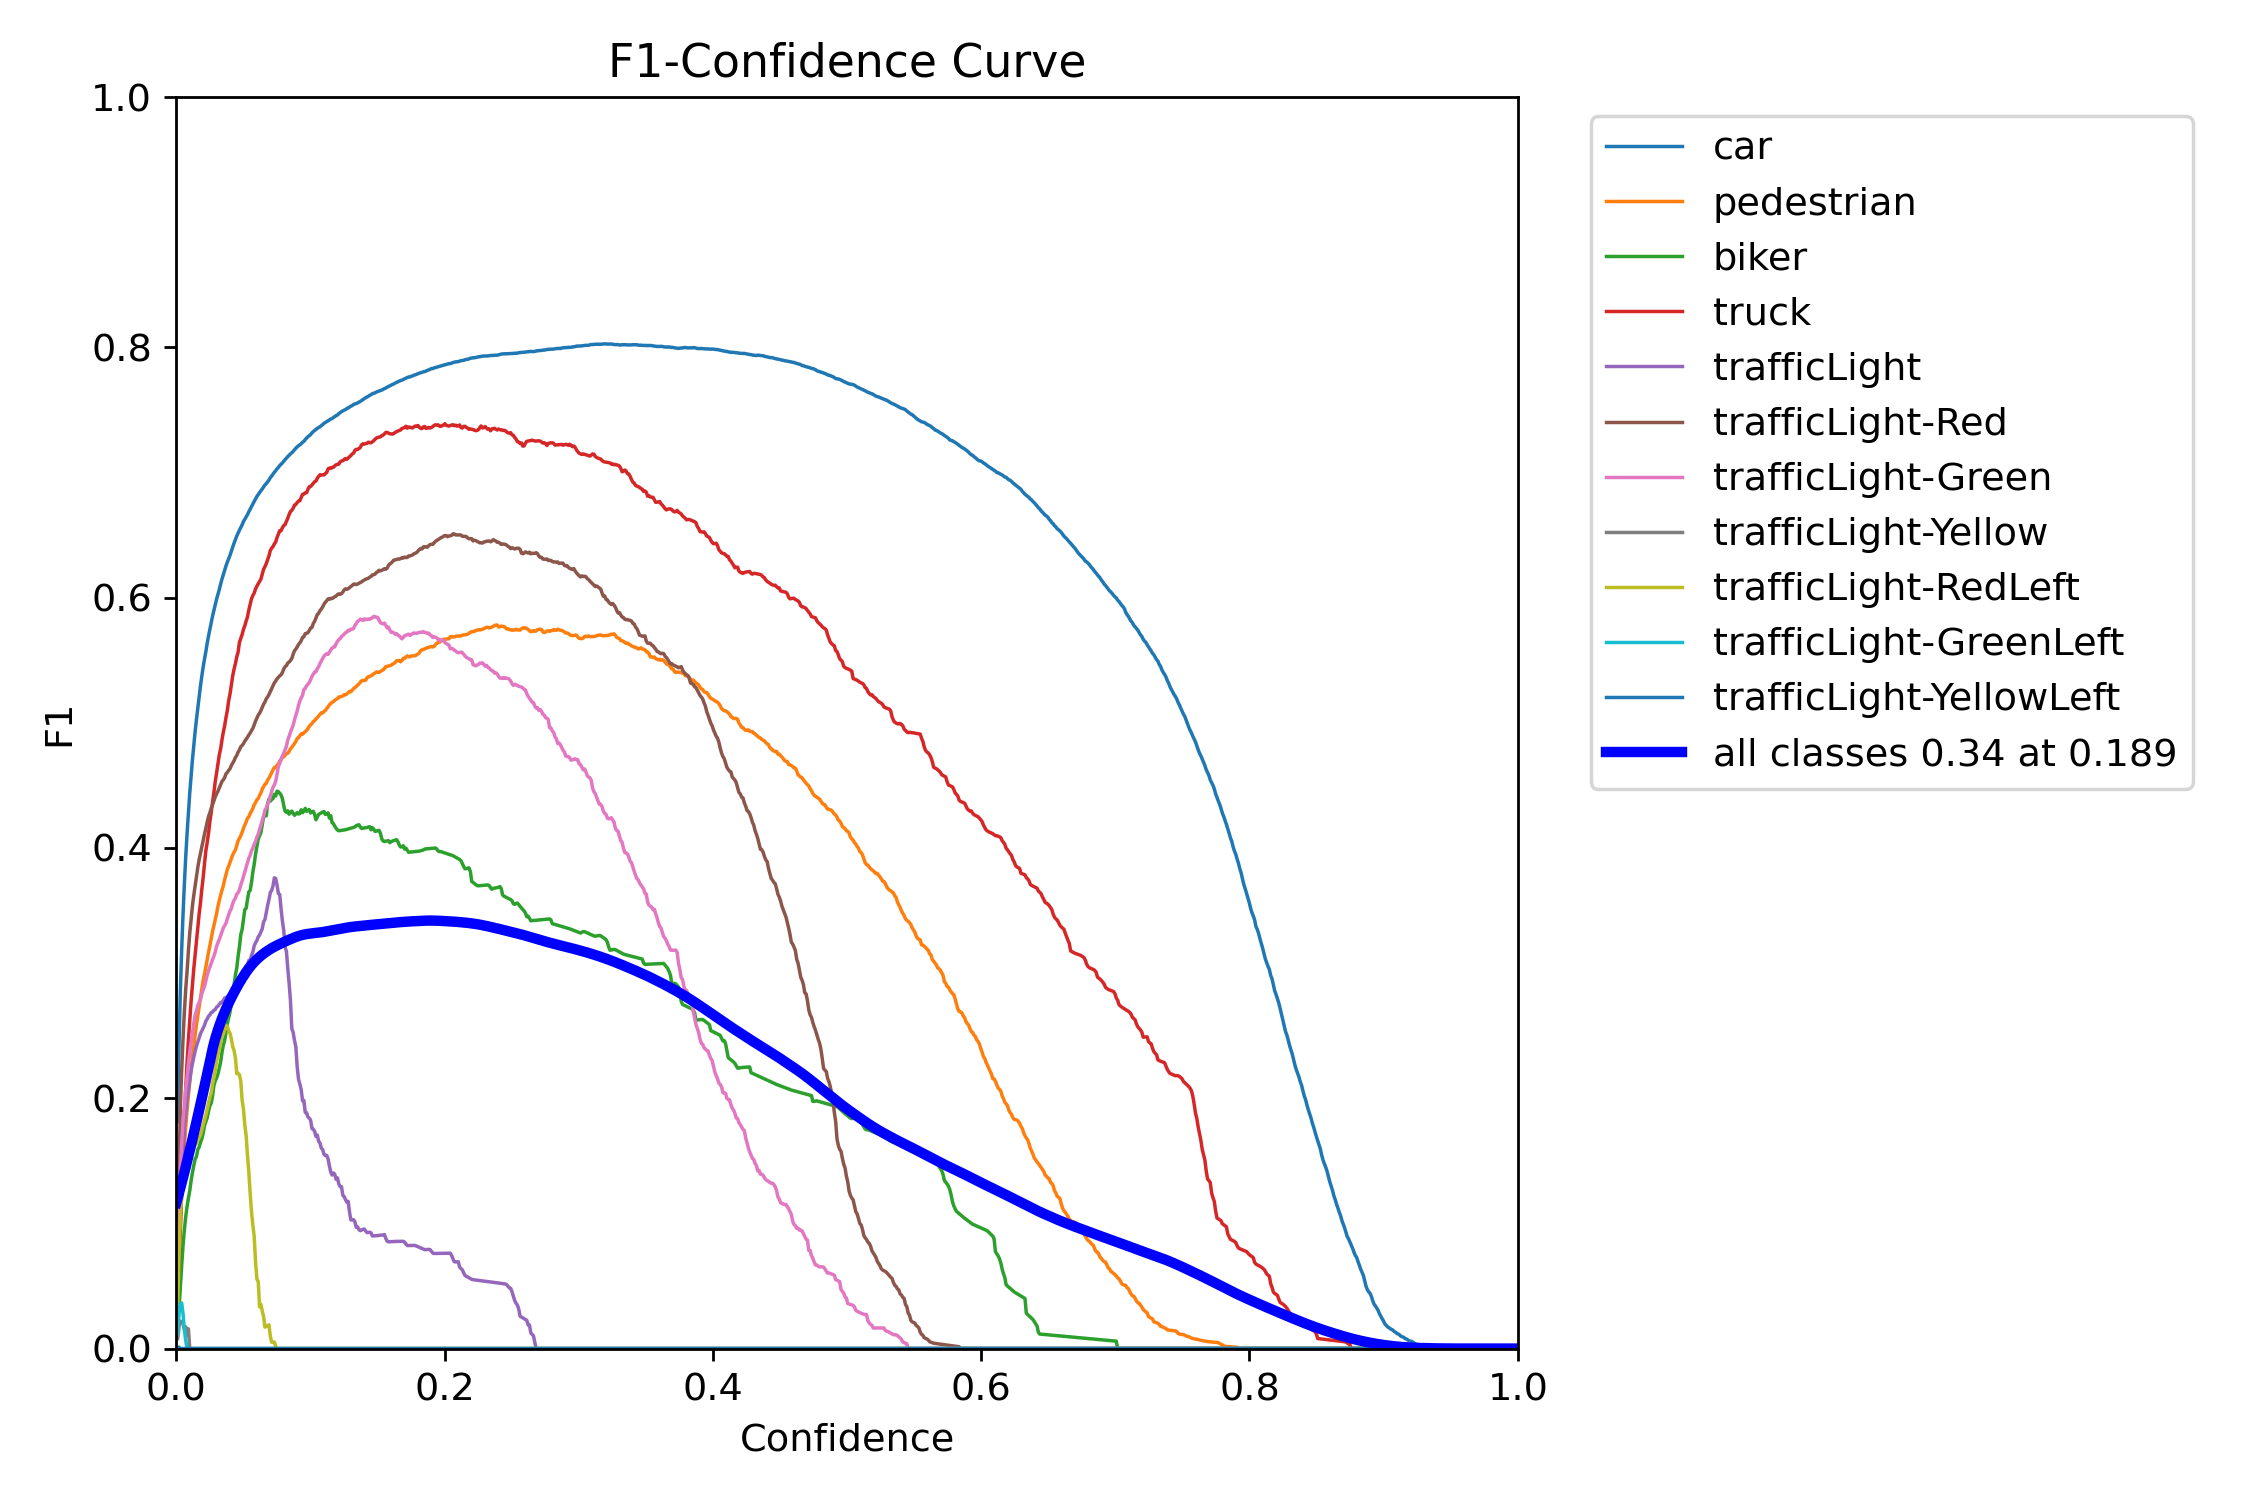 F1-Confidence Curve
1.0
0.8
0.6
0.4
0.2
0.0
F1
0.0 0.2 0.4 0.6 0.8 1.0
Confidence
car
pedestrian
biker
truck
trafficLight
trafficLight-Red
trafficLight-Green
trafficLight-Yellow
trafficLight-RedLeft
trafficLight-GreenLeft
trafficLight-YellowLeft
all classes 0.34 at 0.189